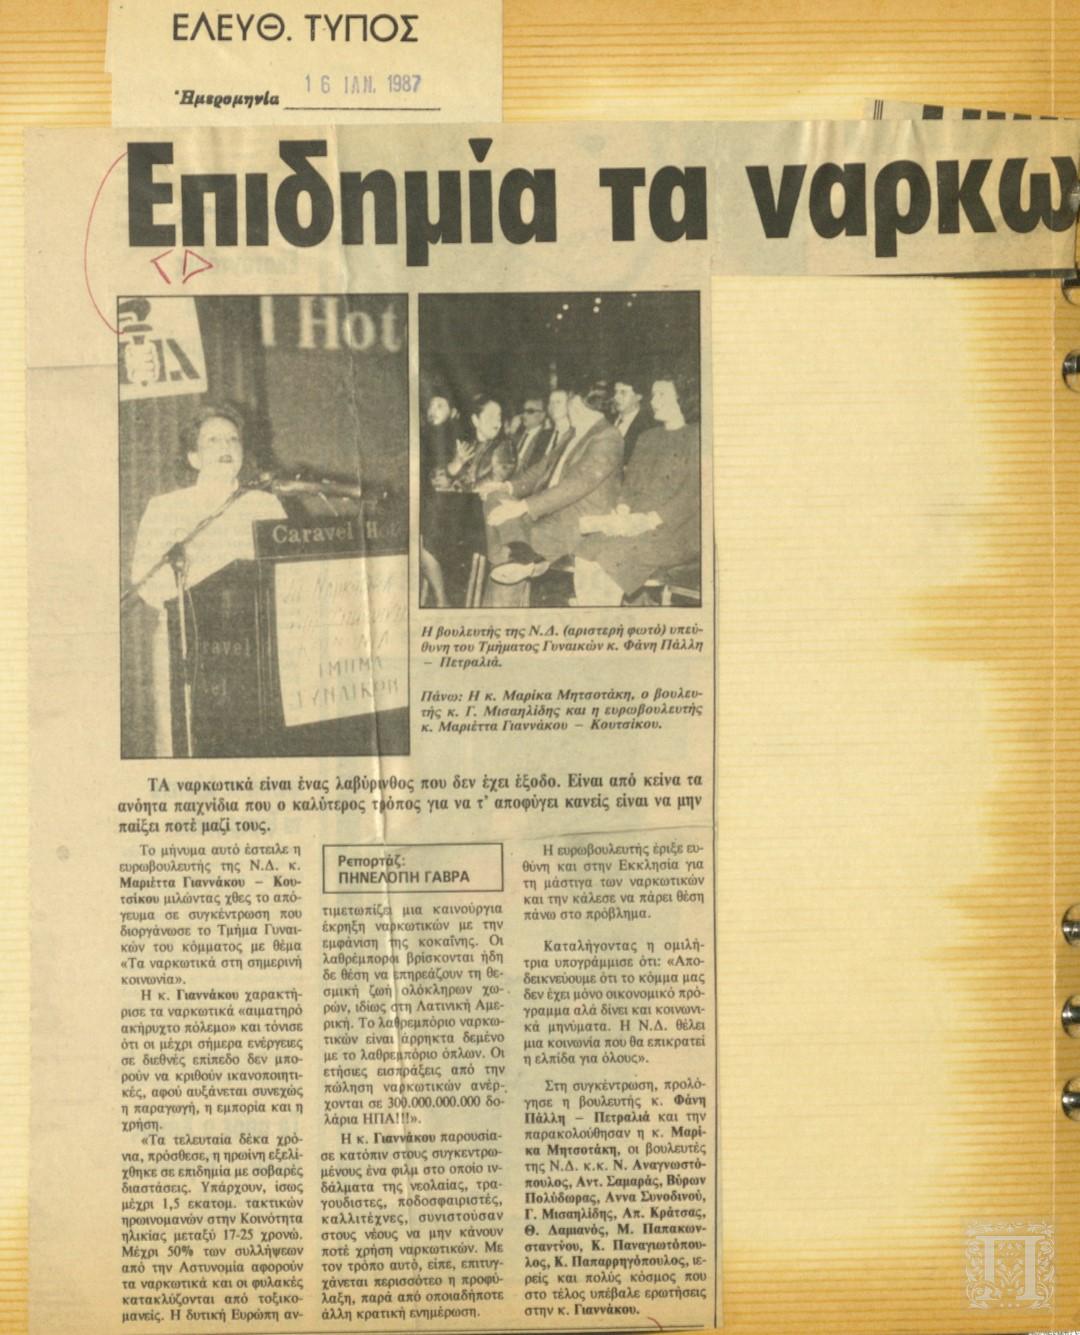 ΕΛΕΥΘ. ΤΥΠΟΣ
Ἡμερομηνία 16 ΙΑΝ. 1987
Επιδημία τα ναρκω
Hot
Caravel Hote
ΤΜΗΜΑ
ΓΥΝΑΙΚΩΝ
Η βουλευτής της Ν.Δ. (αριστερή φωτό) υπεύ-
θυνη του Τμήματος Γυναικών κ. Φάνη Πάλλη
– Πετραλιά.
Πάνω: Η κ. Μαρίκα Μητσοτάκη, ο βουλευ-
τής κ. Γ. Μισαηλίδης και η ευρωβουλευτής
κ. Μαριέττα Γιαννάκου – Κουτσίκου.
ΤΑ ναρκωτικά είναι ένας λαβύρινθος που δεν έχει έξοδο. Είναι από κείνα τα
ανόητα παιχνίδια που ο καλύτερος τρόπος για να τ' αποφύγει κανείς είναι να μην
παίξει ποτέ μαζί τους.
Το μήνυμα αυτό έστειλε η
ευρωβουλευτής της Ν.Δ. κ.
Μαριέττα Γιαννάκου – Κου-
τσίκου μιλώντας χθες το από-
γευμα σε συγκέντρωση που
διοργάνωσε το Τμήμα Γυναι-
κών του κόμματος με θέμα
«Τα ναρκωτικά στη σημερινή
κοινωνία».
Η κ. Γιαννάκου χαρακτή-
ρισε τα ναρκωτικά «αιματηρό
ακήρυχτο πόλεμο» και τόνισε
ότι οι μέχρι σήμερα ενέργειες
σε διεθνές επίπεδο δεν μπο-
ρούν να κριθούν ικανοποιητι-
κές, αφού αυξάνεται συνεχώς
η παραγωγή, η εμπορία και η
χρήση.
«Τα τελευταία δέκα χρό-
νια, πρόσθεσε, η ηρωίνη εξελί-
χθηκε σε επιδημία με σοβαρές
διαστάσεις. Υπάρχουν, ίσως
μέχρι 1,5 εκατομ. τακτικών
ηρωινομανών στην Κοινότητα
ηλικίας μεταξύ 17-25 χρονώ.
Μέχρι 50% των συλλήψεων
από την Αστυνομία αφορούν
τα ναρκωτικά και οι φυλακές
κατακλύζονται από τοξικο-
μανείς. Η δυτική Ευρώπη αν-
Ρεπορτάζ:
ΠΗΝΕΛΟΠΗ ΓΑΒΡΑ
τιμετωπίζει μια καινούργια
έκρηξη ναρκωτικών με την
εμφάνιση της κοκαΐνης. Οι
λαθρέμποροι βρίσκονται ήδη
δε θέση να επηρεάζουν τη θε-
σμική ζωή ολόκληρων χω-
ρών, ιδίως στη Λατινική Αμε-
ρική. Το λαθρεμπόριο ναρκω-
τικών είναι άρρηκτα δεμένο
με το λαθρεμπόριο όπλων. Οι
ετήσιες εισπράξεις από την
πώληση ναρκωτικών ανέρ-
χονται σε 300.000.000.000 δο-
λάρια ΗΠΑ!!!».
Η κ. Γιαννάκου παρουσία-
σε κατόπιν στους συγκεντρω-
μένους ένα φιλμ στο οποίο ιν-
δάλματα της νεολαίας, τρα-
γουδιστές, ποδοσφαιριστές,
καλλιτέχνες, συνιστούσαν
στους νέους να μην κάνουν
ποτέ χρήση ναρκωτικών. Με
τον τρόπο αυτό, είπε, επιτυγ-
χάνεται περισσότεο η προφύ-
λαξη, παρά από οποιαδήποτε
άλλη κρατική ενημέρωση.
Η ευρωβουλευτής έριξε ευ-
θύνη και στην Εκκλησία για
τη μάστιγα των ναρκωτικών
και την κάλεσε να πάρει θέση
πάνω στο πρόβλημα.
Καταλήγοντας η ομιλή-
τρια υπογράμμισε ότι: «Απο-
δεικνύεουμε ότι το κόμμα μας
δεν έχει μόνο οικονομικό πρό-
γραμμα αλά δίνει και κοινωνι-
κά μηνύματα. Η Ν.Δ. θέλει
μια κοινωνία που θα επικρατεί
η ελπίδα για όλους».
Στη συγκέντρωση, προλό-
γησε η βουλευτής κ. Φάνη
Πάλλη – Πετραλιά και την
παρακολούθησαν η κ. Μαρί-
κα Μητσοτάκη, οι βουλευτές
της Ν.Δ. κ.κ. Ν. Αναγνωστό-
πουλος, Αντ. Σαμαράς, Βύρων
Πολύδωρας, Αννα Συνοδινού,
Γ. Μισαηλίδης, Απ. Κράτσας,
Θ. Δαμιανός, Μ. Παπακων-
σταντίνου, Κ. Παναγιωτόπου-
λος, Κ. Παπαρρηγόπουλος, ιε-
ρείς και πολύς κόσμος που
στο τέλος υπέβαλε ερωτήσεις
στην κ. Γιαννάκου.